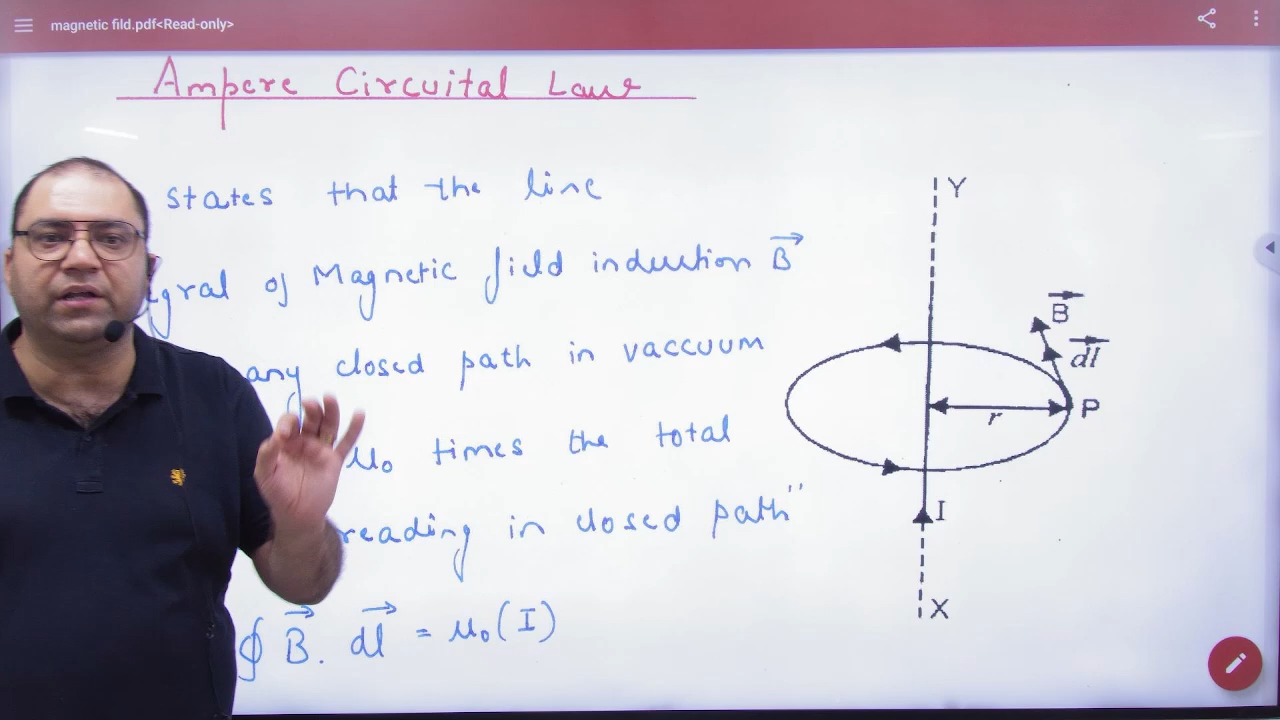 magnetic fild.pdf<Read-only>
Ampere Circuital Law
states that the line
egral of Magnetic field induction B
any closed path in vaccuum
μ₀ times the total
reading in closed path"
∮ B. dl = μ₀(I)
Y
B
dl
r
P
I
X